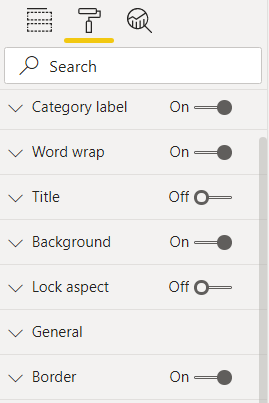 Search
Category label On
Word wrap On
Title Off
Background On
Lock aspect Off
General
Border On